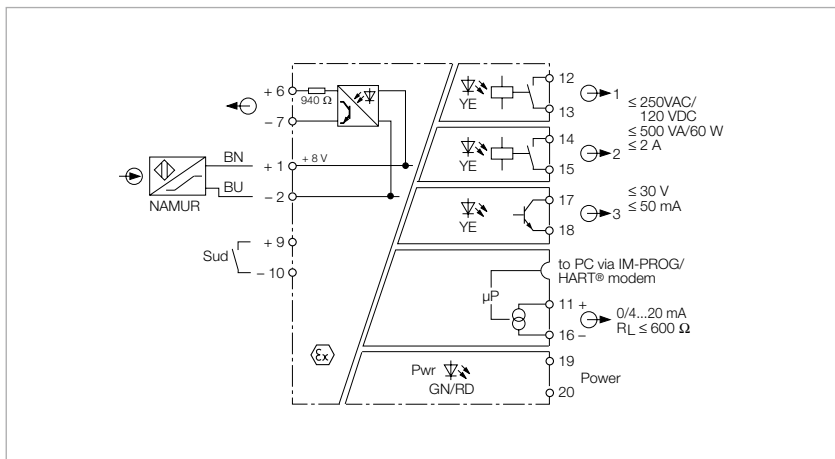 + 6
940 Ω
– 7
BN
+ 1
+ 8 V
BU
– 2
NAMUR
+ 9
Sud
– 10
Ex
YE
12
13
1
≤ 250VAC/
120 VDC
≤ 500 VA/60 W
≤ 2 A
YE
14
15
2
YE
17
18
3
≤ 30 V
≤ 50 mA
to PC via IM-PROG/
HART® modem
µP
11 +
16 –
0/4...20 mA
RL ≤ 600 Ω
Pwr
GN/RD
19
20
Power